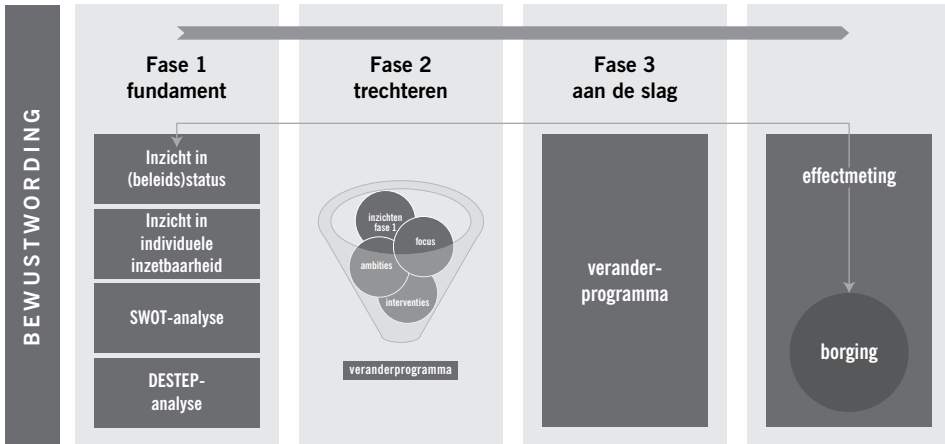 BEWUSTWORDING
Fase 1
fundament
Inzicht in
(beleids)status
Inzicht in
individuele
inzetbaarheid
SWOT-analyse
DESTEP-
analyse
Fase 2
trechteren
inzichten
fase 1
focus
ambities
interventies
veranderprogramma
Fase 3
aan de slag
verander-
programma
effectmeting
borging